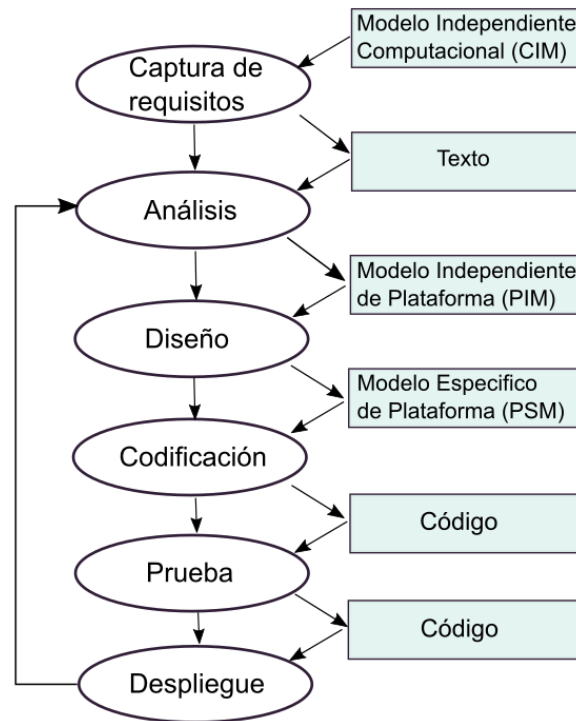 Modelo Independiente
Computacional (CIM)
Captura de
requisitos
Texto
Análisis
Modelo Independiente
de Plataforma (PIM)
Diseño
Modelo Especifico
de Plataforma (PSM)
Codificación
Código
Prueba
Código
Despliegue